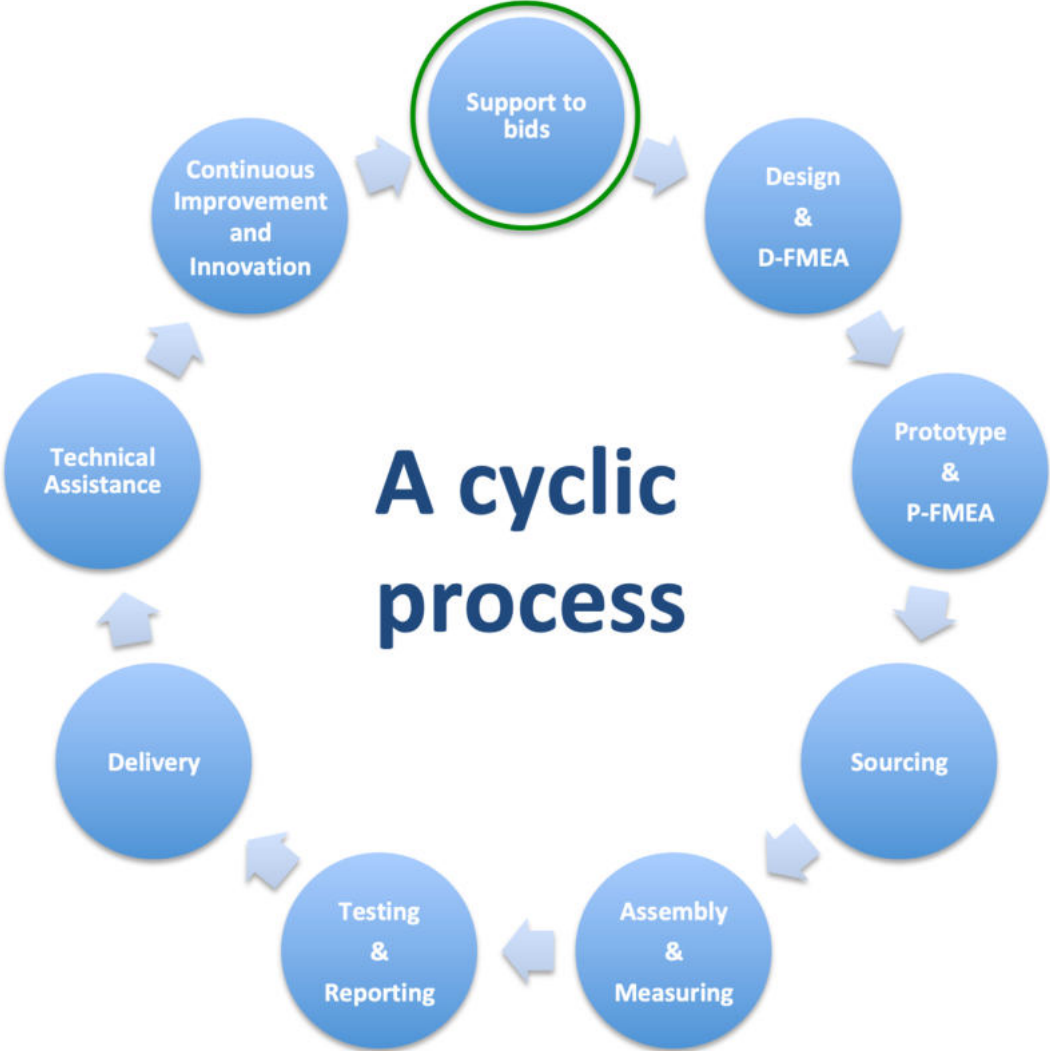 Support to
bids
Design
&
D-FMEA
Prototype
&
P-FMEA
Sourcing
Assembly
&
Measuring
Testing
&
Reporting
Delivery
Technical
Assistance
Continuous
Improvement
and
Innovation
A cyclic
process